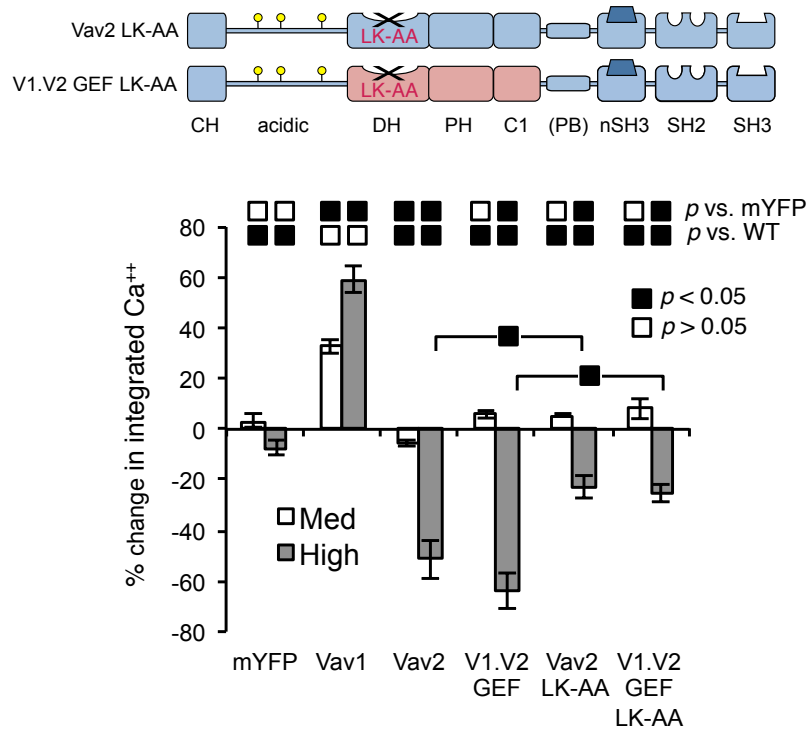 Vav2 LK-AA
LK-AA
V1.V2 GEF LK-AA
LK-AA
CH acidic DH PH C1 (PB) nSH3 SH2 SH3
p vs. mYFP
p vs. WT
p < 0.05
p > 0.05
% change in integrated Ca++
80
60
40
20
0
-20
-40
-60
-80
Med
High
mYFP Vav1 Vav2 V1.V2 Vav2 V1.V2
GEF LK-AA GEF
LK-AA